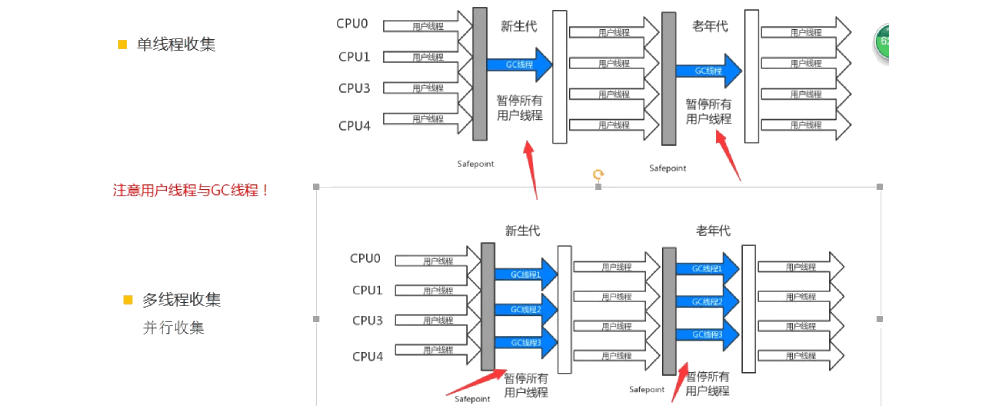 单线程收集
CPU0
CPU1
CPU3
CPU4
用户线程
用户线程
用户线程
用户线程
新生代
GC线程
暂停所有
用户线程
Safepoint
用户线程
用户线程
用户线程
用户线程
老年代
GC线程
暂停所有
用户线程
Safepoint
用户线程
用户线程
用户线程
用户线程
注意用户线程与GC线程！
多线程收集
并行收集
CPU0
CPU1
CPU3
CPU4
用户线程
用户线程
用户线程
用户线程
新生代
GC线程1
GC线程2
GC线程3
暂停所有
用户线程
Safepoint
用户线程
用户线程
用户线程
用户线程
老年代
GC线程1
GC线程2
GC线程3
暂停所有
用户线程
Safepoint
用户线程
用户线程
用户线程
用户线程